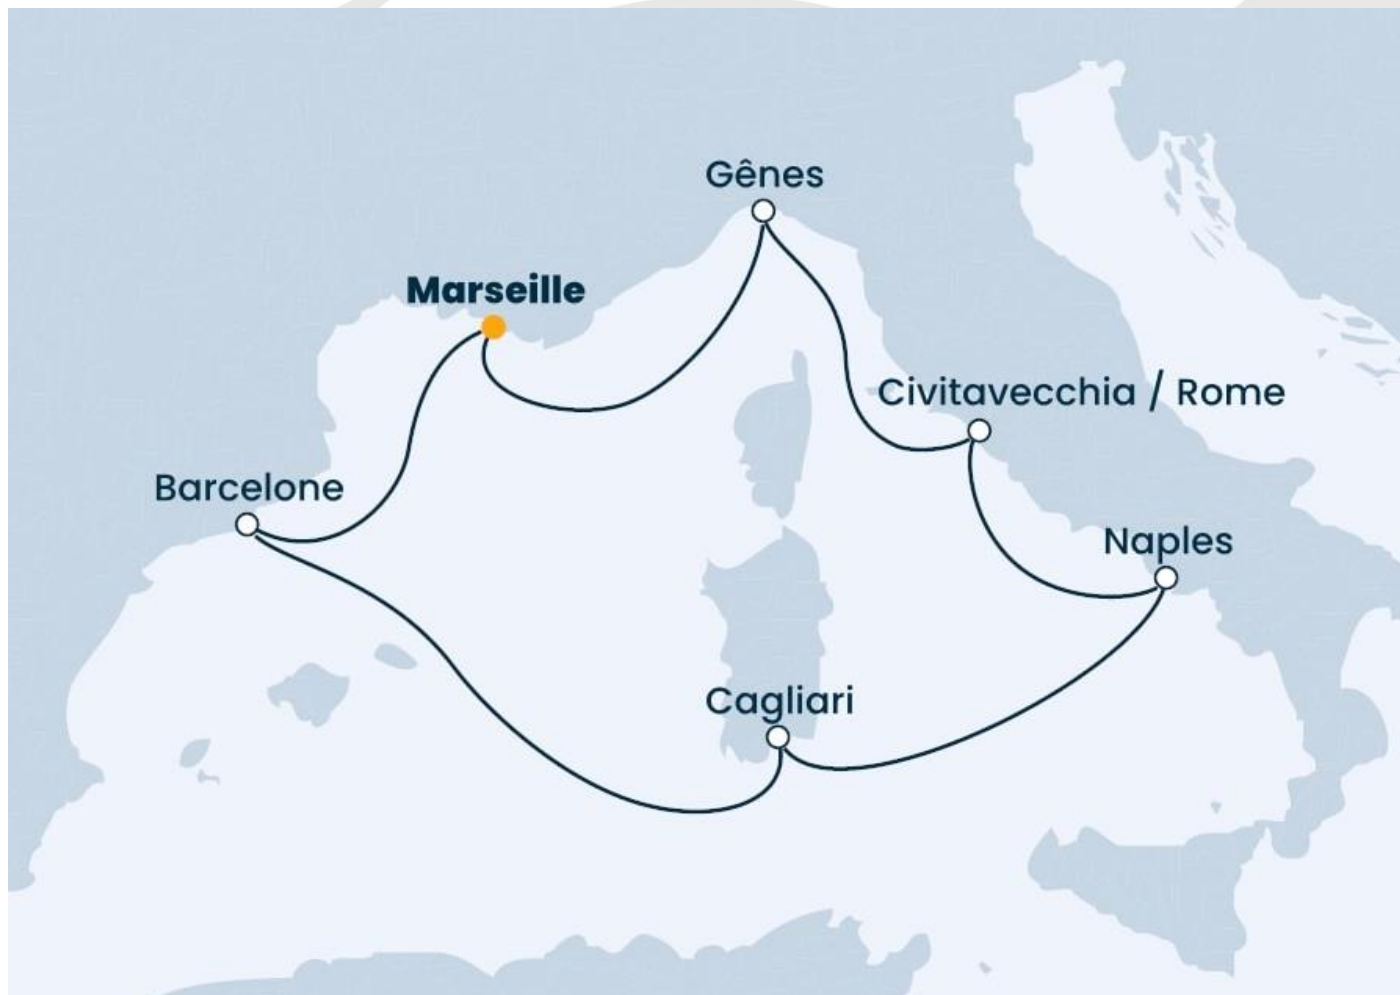 Gênes
Marseille
Civitavecchia / Rome
Barcelone
Naples
Cagliari